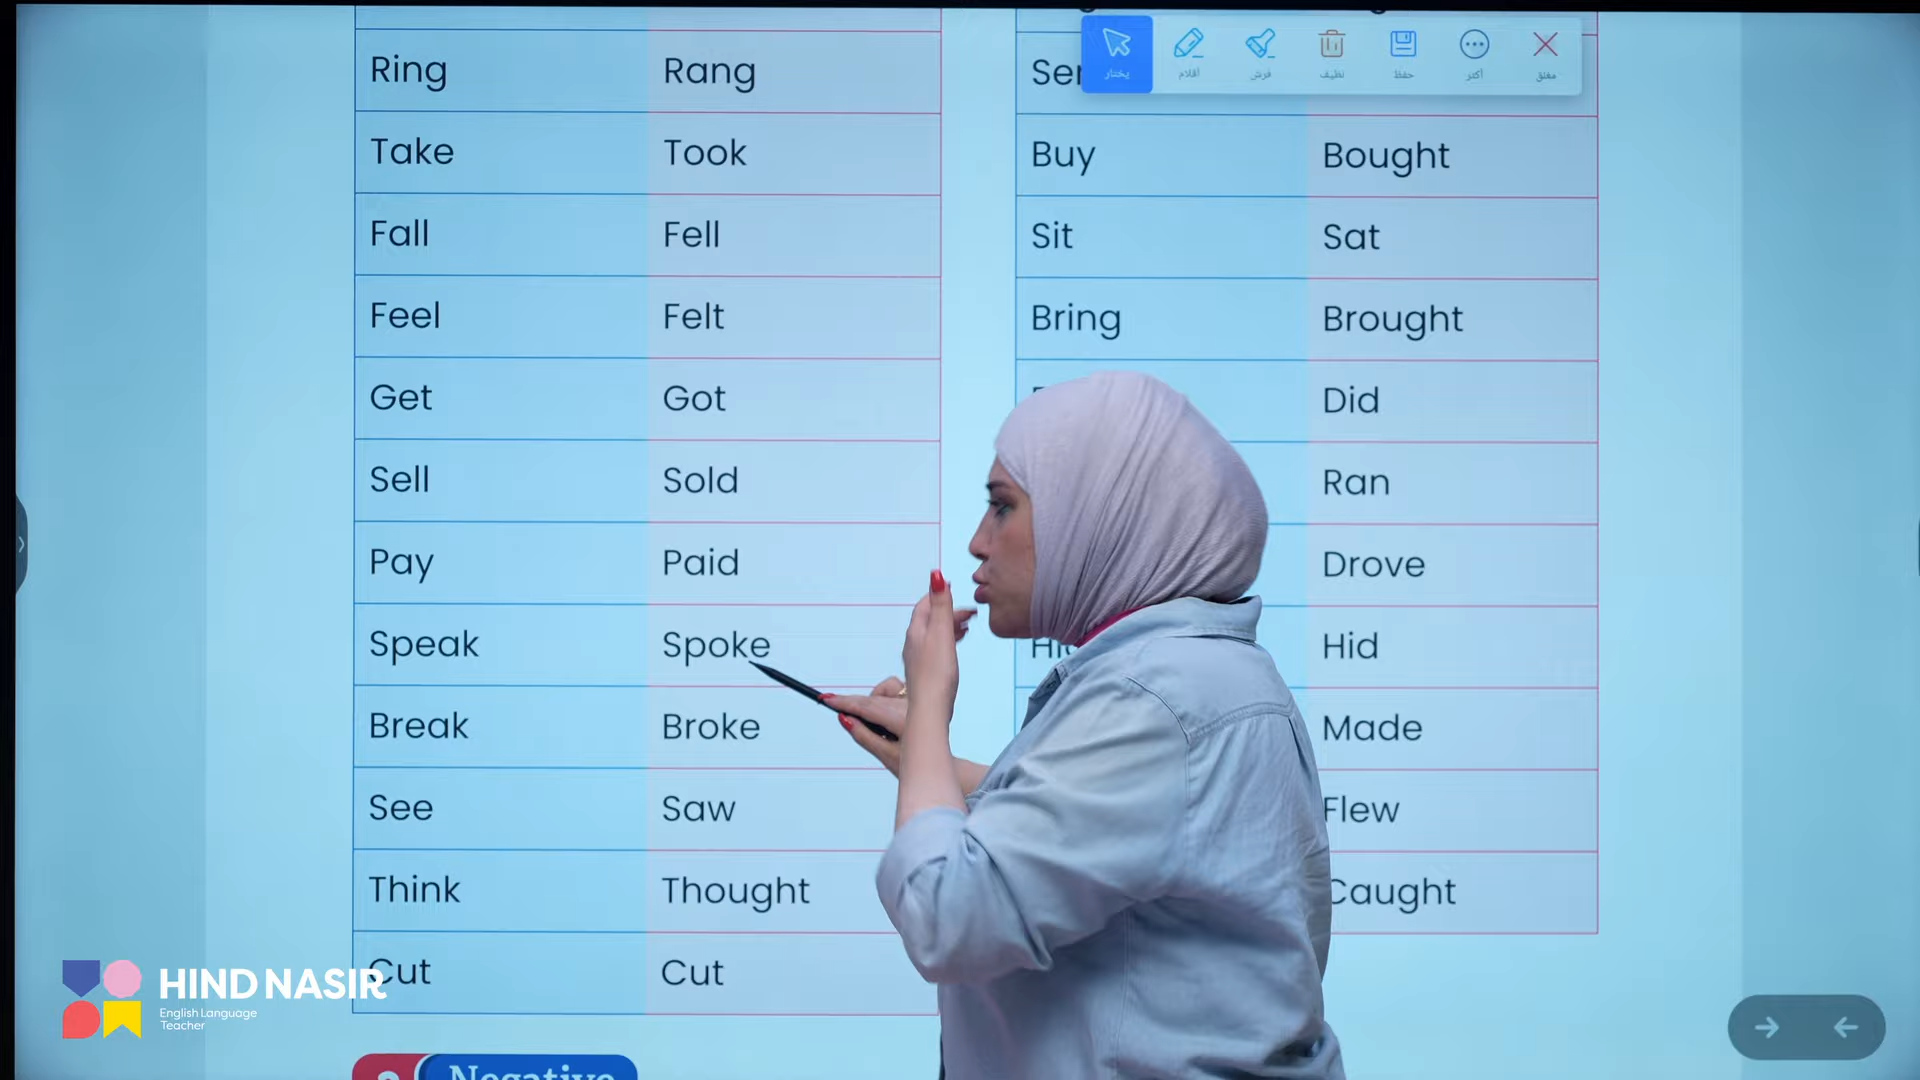 يختار
أقلام
فرش
نظيف
حفظ
أكثر
مغلق
Ring Rang
Take Took
Fall Fell
Feel Felt
Get Got
Sell Sold
Pay Paid
Speak Spoke
Break Broke
See Saw
Think Thought
Cut Cut
Buy Bought
Sit Sat
Bring Brought
Did
Ran
Drove
Hid
Made
Flew
Caught
HIND NASIR
English Language
Teacher
Negative